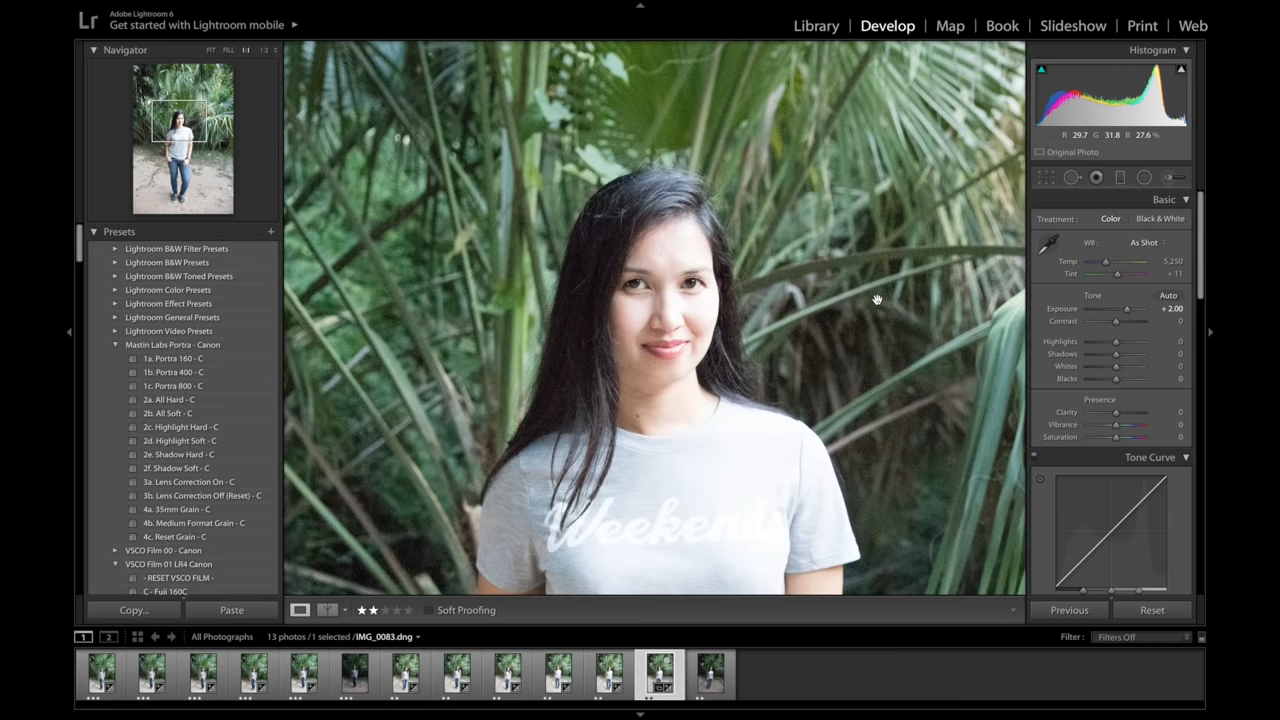 Lr
Adobe Lightroom 6
Get started with Lightroom mobile
Library | Develop | Map | Book | Slideshow | Print | Web
Navigator FIT FILL 1:1 1:2
Presets +
Lightroom B&W Filter Presets
Lightroom B&W Presets
Lightroom B&W Toned Presets
Lightroom Color Presets
Lightroom Effect Presets
Lightroom General Presets
Lightroom Video Presets
Mastin Labs Portra - Canon
1a. Portra 160 - C
1b. Portra 400 - C
1c. Portra 800 - C
2a. All Hard - C
2b. All Soft - C
2c. Highlight Hard - C
2d. Highlight Soft - C
2e. Shadow Hard - C
2f. Shadow Soft - C
3a. Lens Correction On - C
3b. Lens Correction Off (Reset) - C
4a. 35mm Grain - C
4b. Medium Format Grain - C
4c. Reset Grain - C
VSCO Film 00 - Canon
VSCO Film 01 LR4 Canon
- RESET VSCO FILM -
C - Fuji 160C
Copy... Paste
Weekends
Soft Proofing
Histogram
R 29.7 G 31.8 B 27.6 %
Original Photo
Basic
Treatment : Color Black & White
WB : As Shot
Temp 5,250
Tint + 11
Tone Auto
Exposure + 2.00
Contrast 0
Highlights 0
Shadows 0
Whites 0
Blacks 0
Presence
Clarity 0
Vibrance 0
Saturation 0
Tone Curve
Previous Reset
1 2 All Photographs 13 photos / 1 selected / IMG_0083.dng
Filter : Filters Off